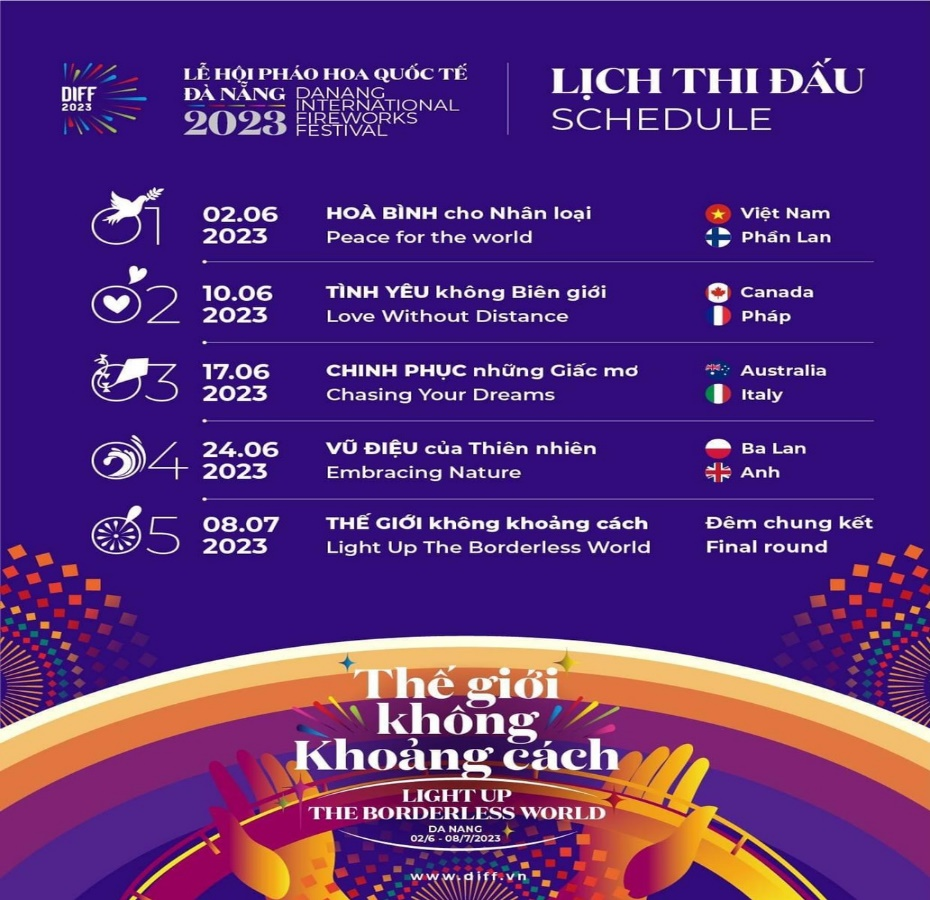 DIFF
2023
LỄ HỘI PHÁO HOA QUỐC TẾ
ĐÀ NẴNG
2023
DANANG
INTERNATIONAL
FIREWORKS
FESTIVAL
LỊCH THI ĐẤU
SCHEDULE
01
02.06
2023
HOÀ BÌNH cho Nhân loại
Peace for the world
Việt Nam
Phần Lan
02
10.06
2023
TÌNH YÊU không Biên giới
Love Without Distance
Canada
Pháp
03
17.06
2023
CHINH PHỤC những Giấc mơ
Chasing Your Dreams
Australia
Italy
04
24.06
2023
VŨ ĐIỆU của Thiên nhiên
Embracing Nature
Ba Lan
Anh
05
08.07
2023
THẾ GIỚI không khoảng cách
Light Up The Borderless World
Đêm chung kết
Final round
Thế giới
không
Khoảng cách
LIGHT UP
THE BORDERLESS WORLD
DA NANG
02/6 - 08/7/2023
www.diff.vn